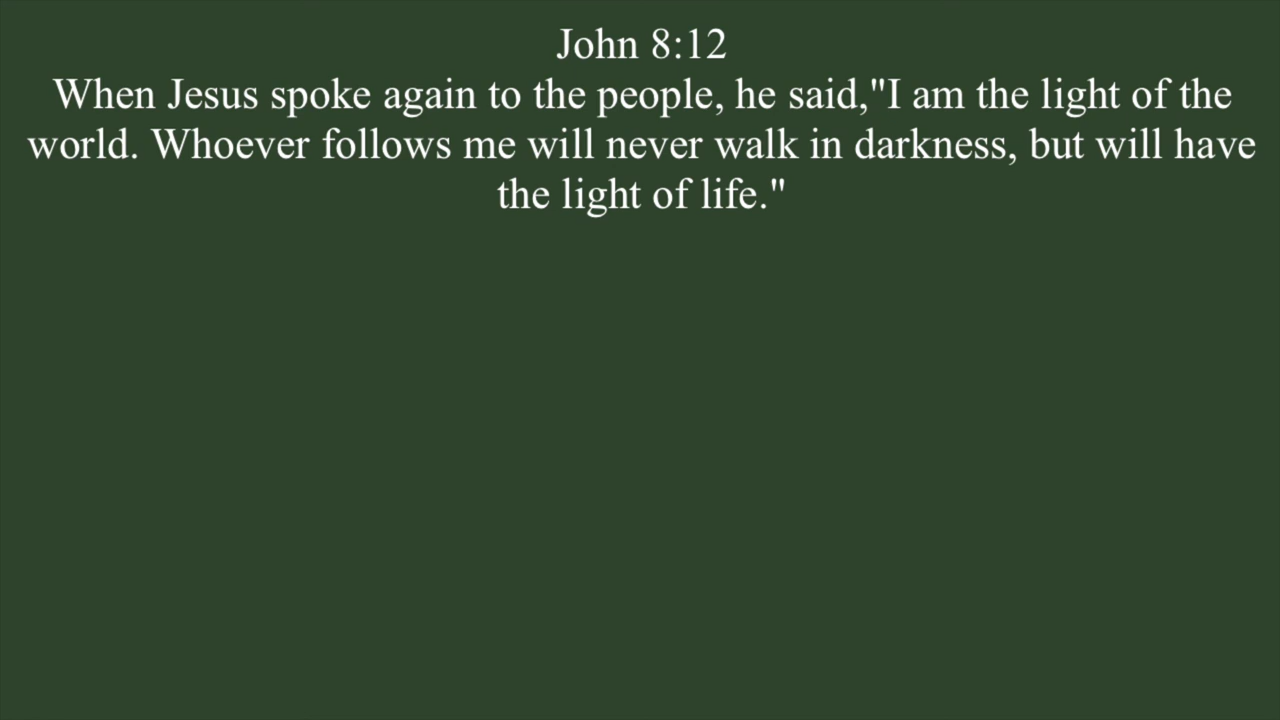 John 8:12
When Jesus spoke again to the people, he said,"I am the light of the
world. Whoever follows me will never walk in darkness, but will have
the light of life."